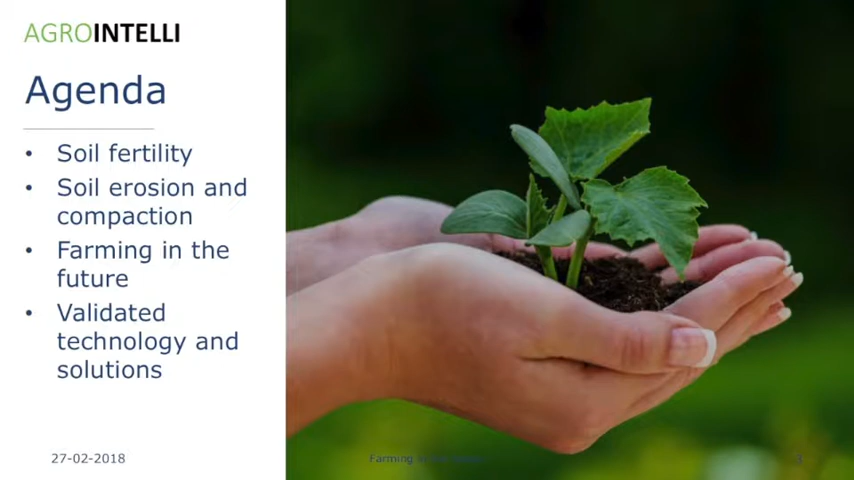 AGROINTELLI
Agenda
• Soil fertility
• Soil erosion and
compaction
• Farming in the
future
• Validated
technology and
solutions
27-02-2018
Farming